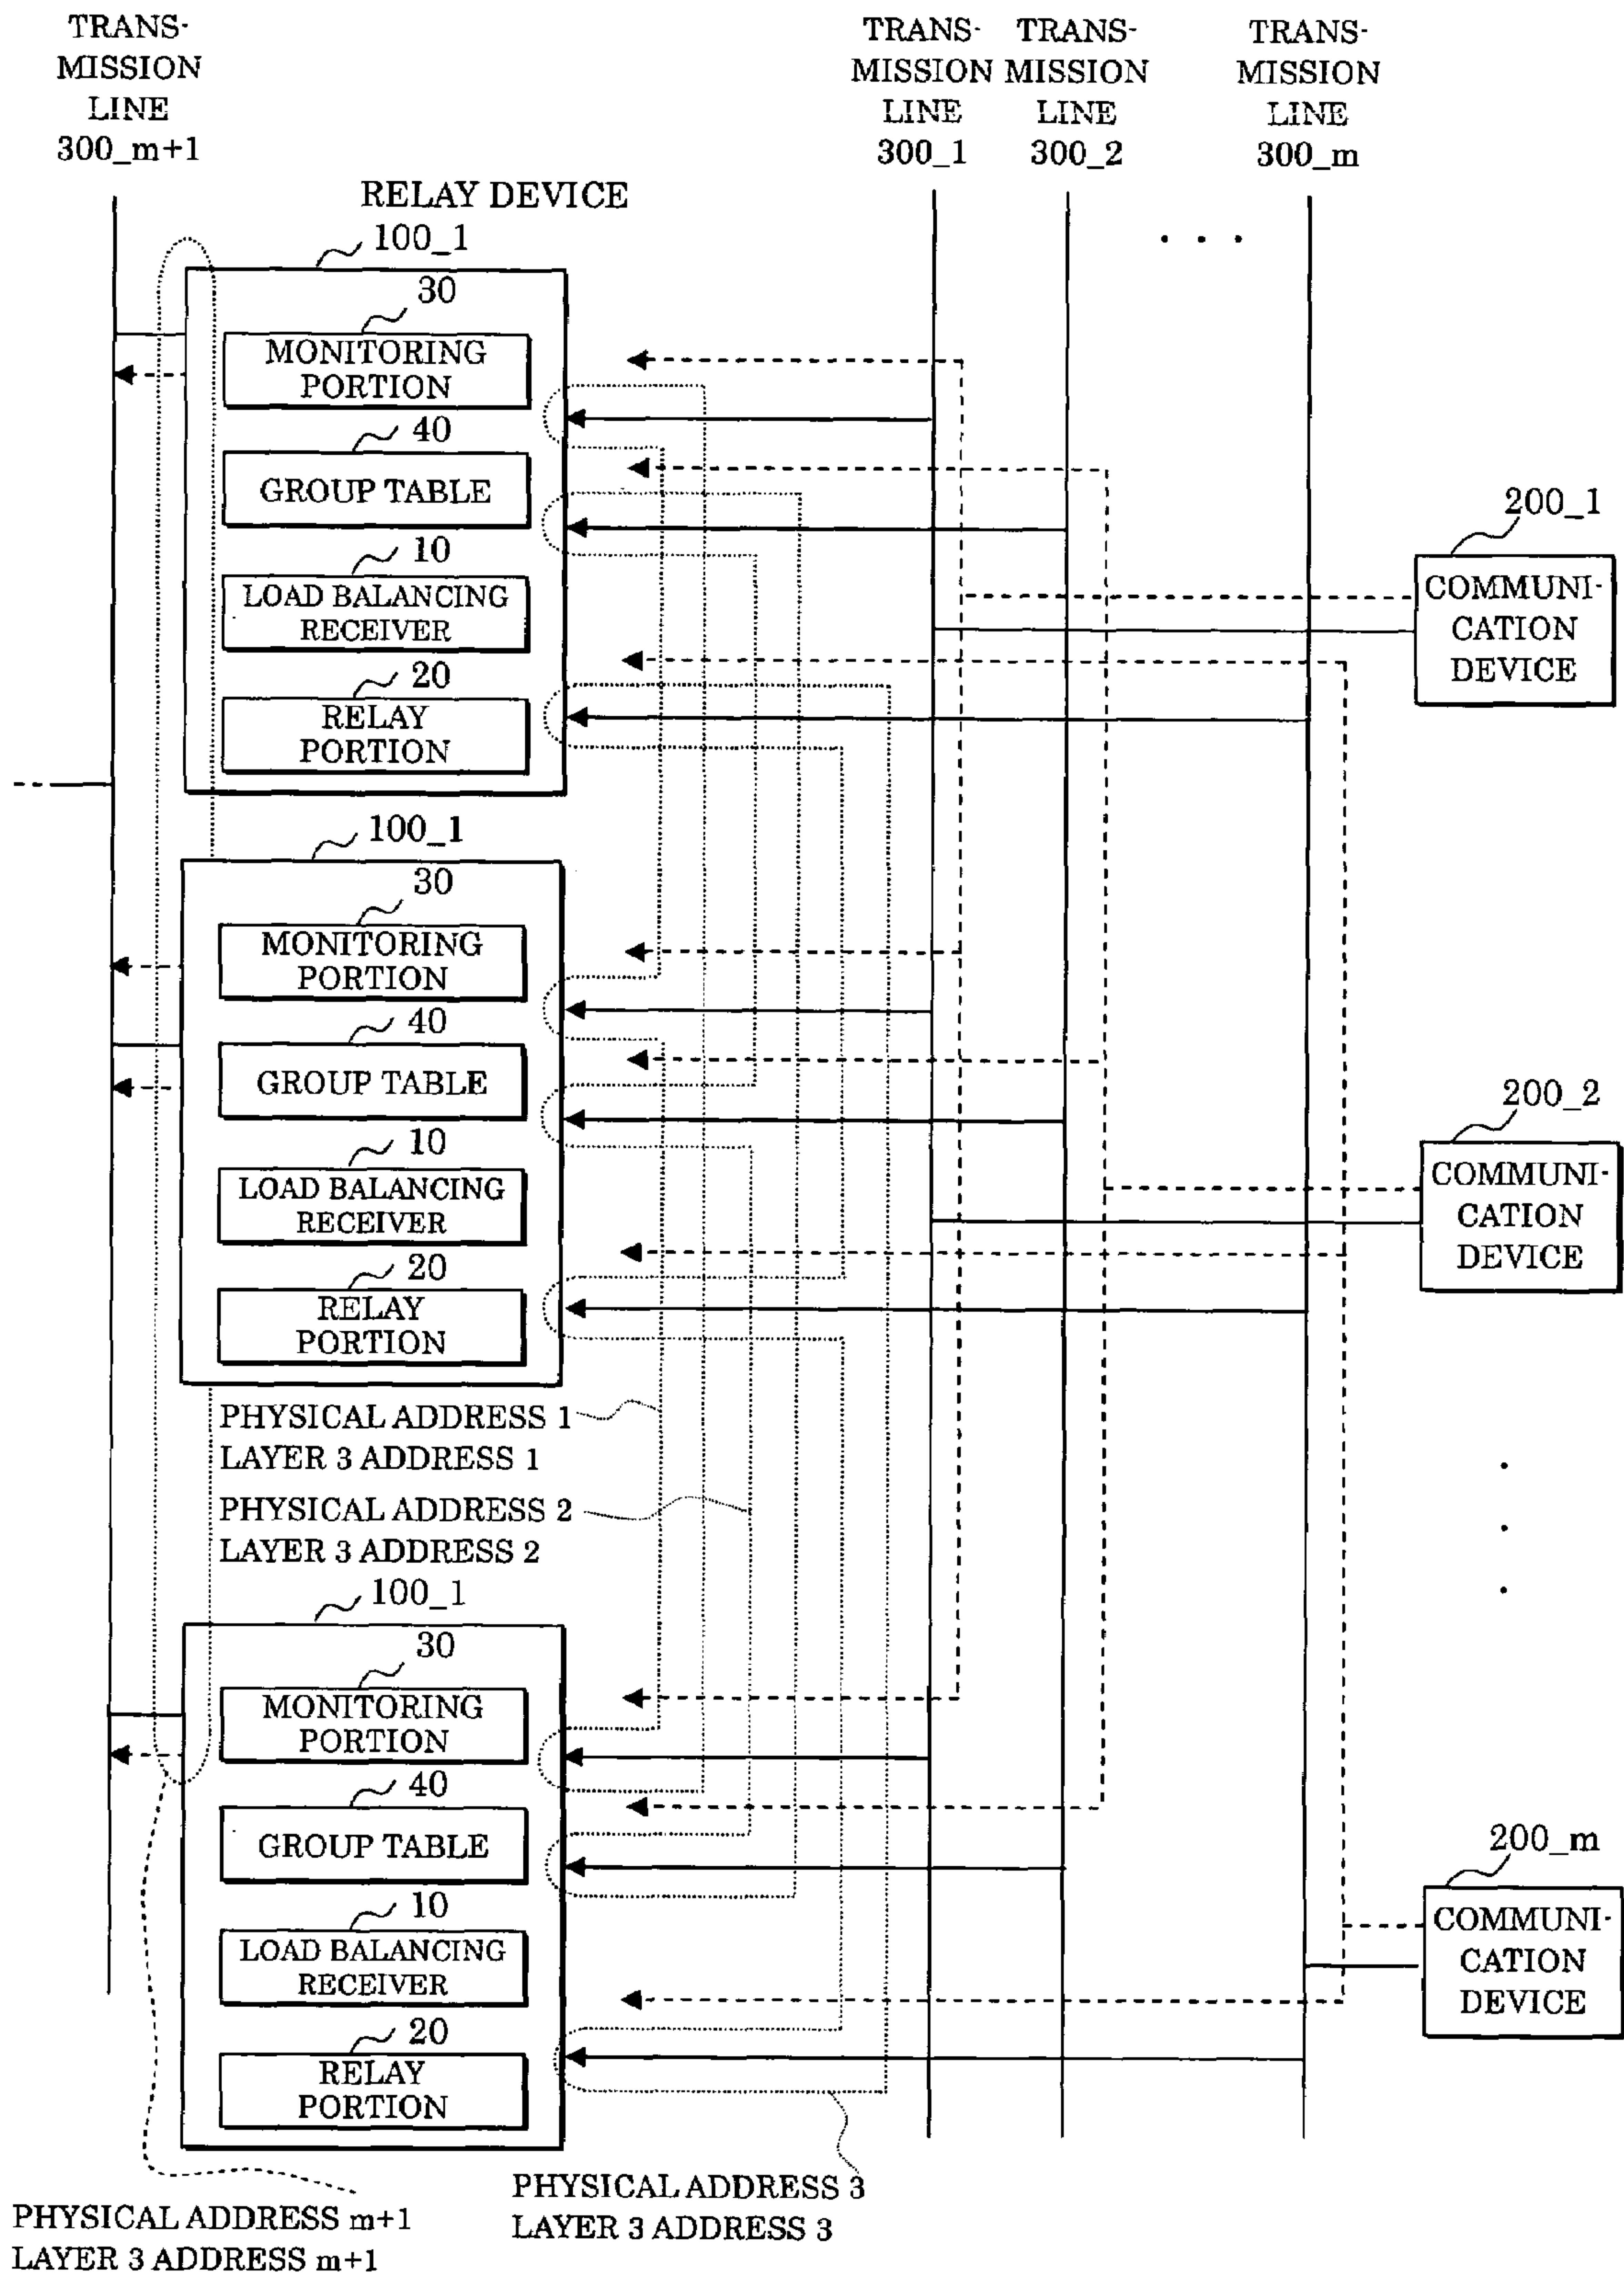 TRANS-
MISSION
LINE
300_m+1
TRANS-
MISSION
LINE
300_1
TRANS-
MISSION
LINE
300_2
TRANS-
MISSION
LINE
300_m
RELAY DEVICE
100_1
30
MONITORING
PORTION
40
GROUP TABLE
10
LOAD BALANCING
RECEIVER
20
RELAY
PORTION
. . .
200_1
COMMUNI-
CATION
DEVICE
100_1
30
MONITORING
PORTION
40
GROUP TABLE
10
LOAD BALANCING
RECEIVER
20
RELAY
PORTION
200_2
COMMUNI-
CATION
DEVICE
PHYSICAL ADDRESS 1
LAYER 3 ADDRESS 1
PHYSICAL ADDRESS 2
LAYER 3 ADDRESS 2
100_1
30
MONITORING
PORTION
40
GROUP TABLE
10
LOAD BALANCING
RECEIVER
20
RELAY
PORTION
200_m
COMMUNI-
CATION
DEVICE
PHYSICAL ADDRESS 3
LAYER 3 ADDRESS 3
PHYSICAL ADDRESS m+1
LAYER 3 ADDRESS m+1